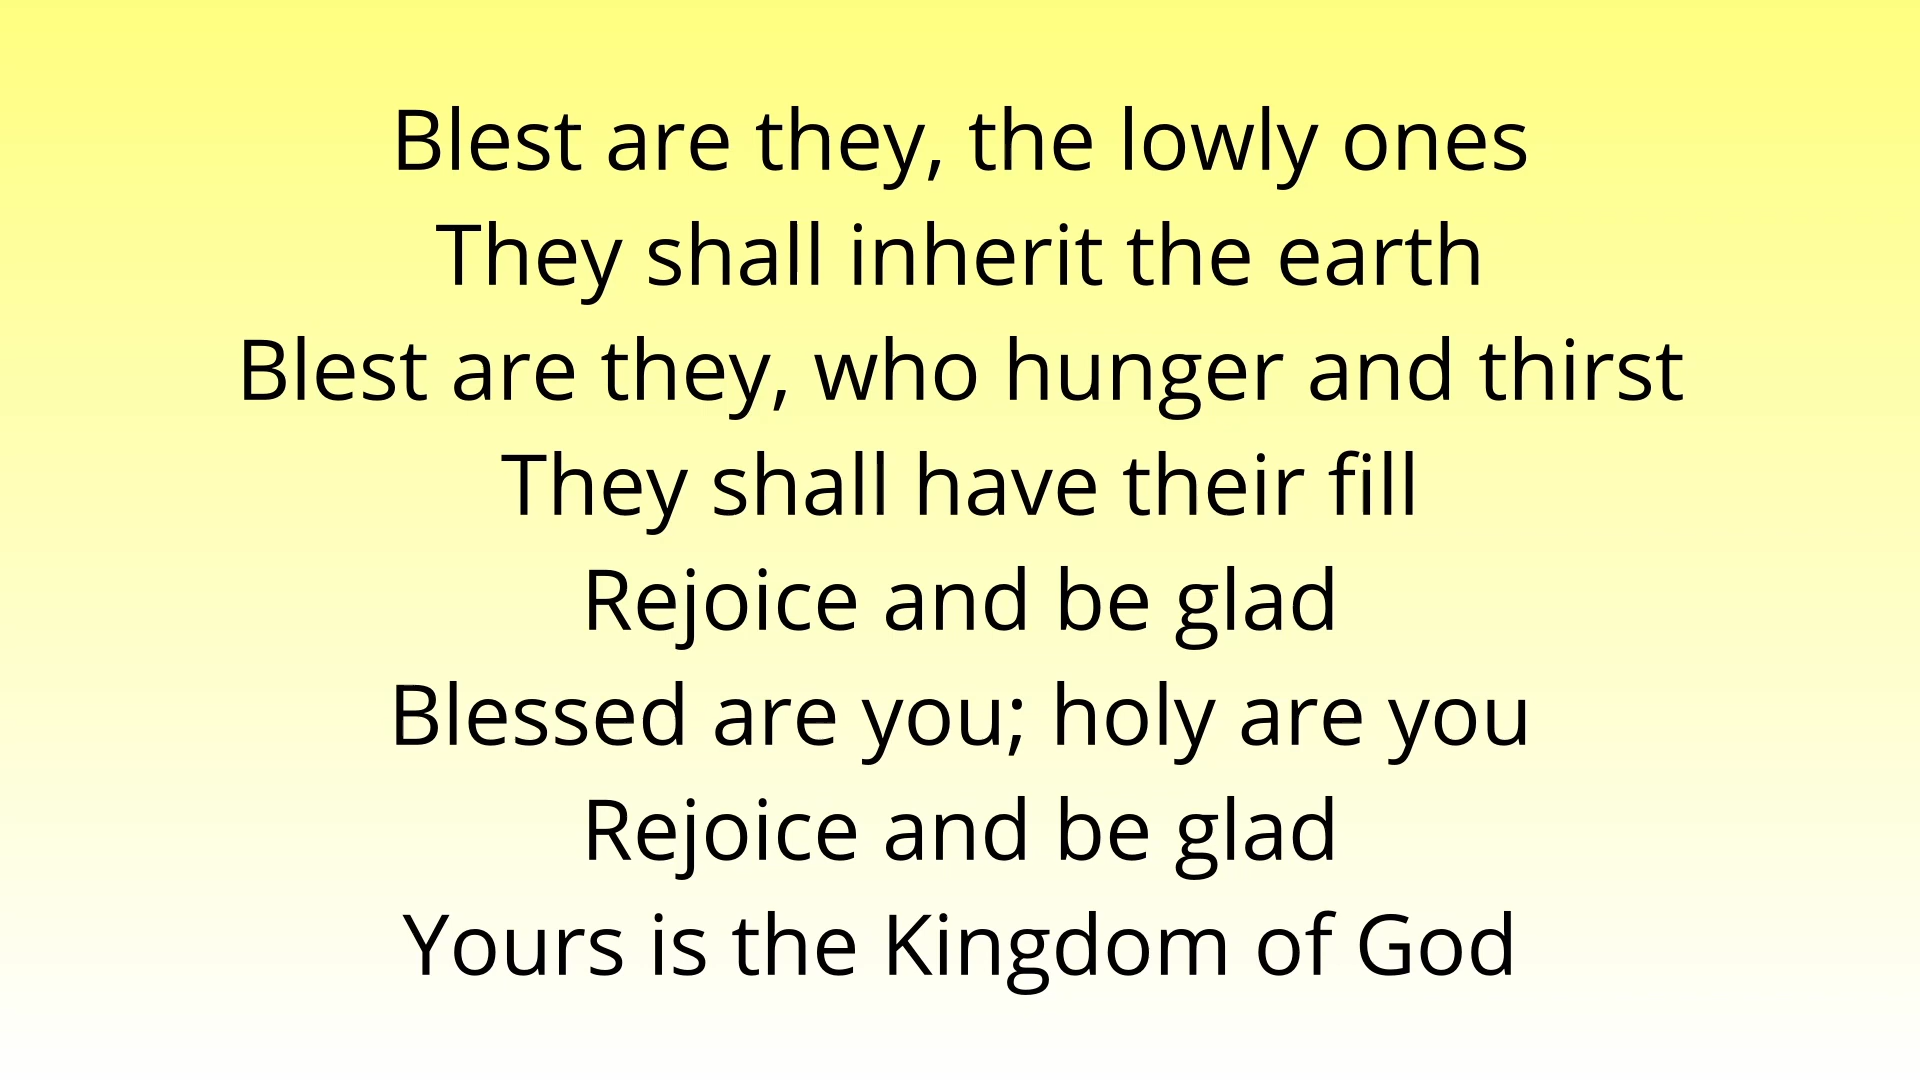 Blest are they, the lowly ones
They shall inherit the earth
Blest are they, who hunger and thirst
They shall have their fill
Rejoice and be glad
Blessed are you; holy are you
Rejoice and be glad
Yours is the Kingdom of God